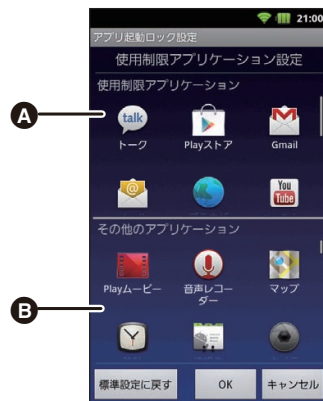 21:00
アプリ起動ロック設定
使用制限アプリケーション設定
使用制限アプリケーション
A
talk
トーク
Playストア
Gmail
You
Tube
その他のアプリケーション
Playムービー
音声レコー
ダー
マップ
B
標準設定に戻す
OK
キャンセル